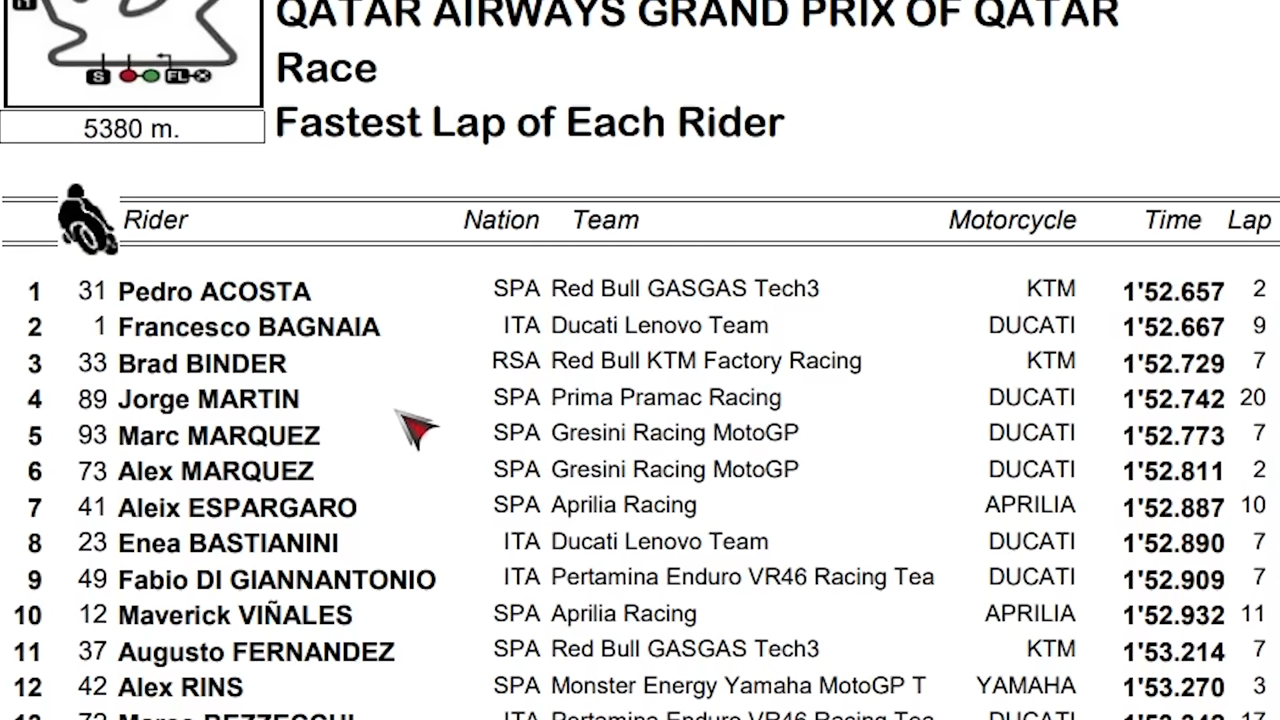 QATAR AIRWAYS GRAND PRIX OF QATAR
Race
Fastest Lap of Each Rider
S FL
5380 m.
Rider Nation Team Motorcycle Time Lap
1 31 Pedro ACOSTA SPA Red Bull GASGAS Tech3 KTM 1'52.657 2
2 1 Francesco BAGNAIA ITA Ducati Lenovo Team DUCATI 1'52.667 9
3 33 Brad BINDER RSA Red Bull KTM Factory Racing KTM 1'52.729 7
4 89 Jorge MARTIN SPA Prima Pramac Racing DUCATI 1'52.742 20
5 93 Marc MARQUEZ SPA Gresini Racing MotoGP DUCATI 1'52.773 7
6 73 Alex MARQUEZ SPA Gresini Racing MotoGP DUCATI 1'52.811 2
7 41 Aleix ESPARGARO SPA Aprilia Racing APRILIA 1'52.887 10
8 23 Enea BASTIANINI ITA Ducati Lenovo Team DUCATI 1'52.890 7
9 49 Fabio DI GIANNANTONIO ITA Pertamina Enduro VR46 Racing Tea DUCATI 1'52.909 7
10 12 Maverick VIÑALES SPA Aprilia Racing APRILIA 1'52.932 11
11 37 Augusto FERNANDEZ SPA Red Bull GASGAS Tech3 KTM 1'53.214 7
12 42 Alex RINS SPA Monster Energy Yamaha MotoGP T YAMAHA 1'53.270 3
ITA Pertamina Enduro VR46 Racing Tea DUCATI